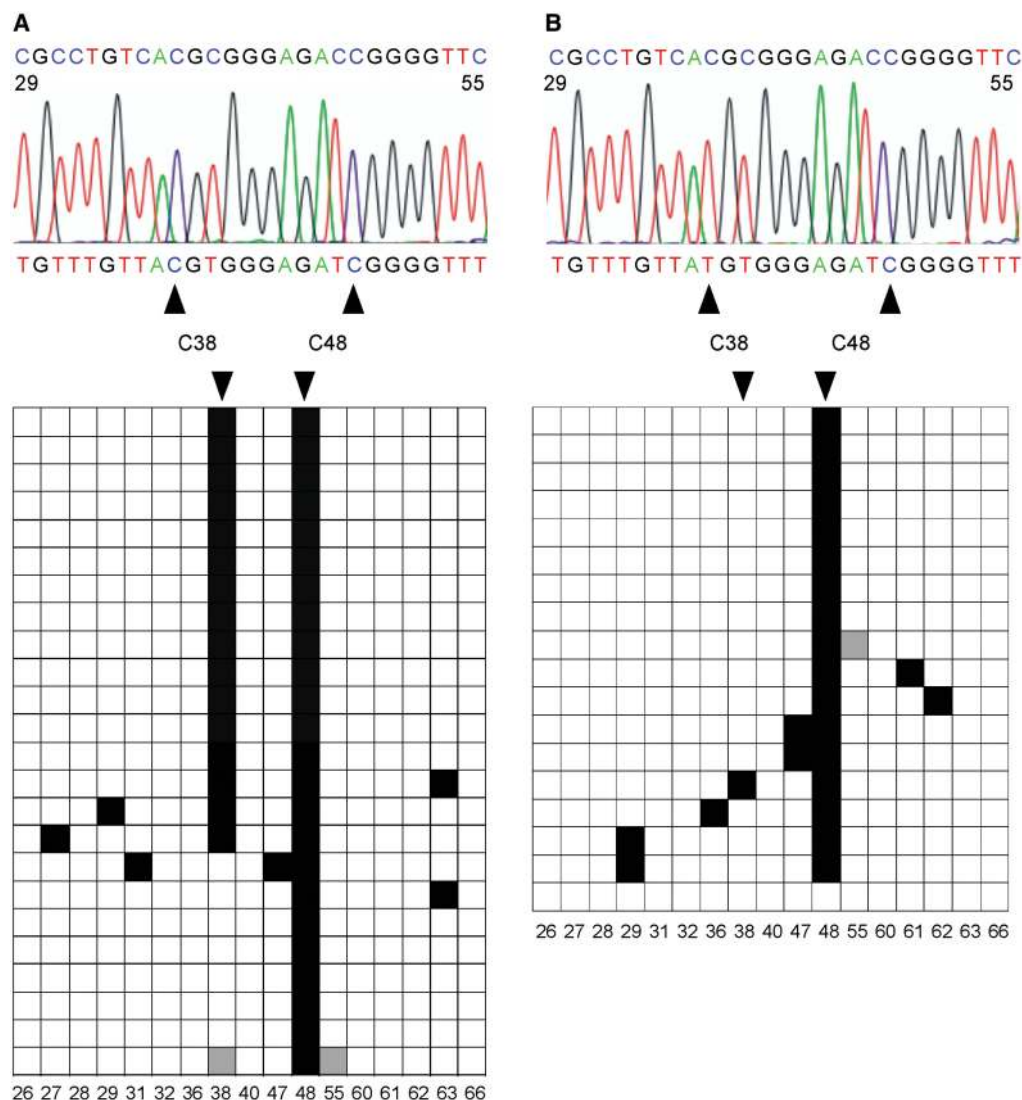 A
CGCCTGTCACGCGGGAGACCGGGGTTC
29 55
TGTTTGTTACGTGGGAGATCGGGGTTT
C38 C48
26 27 28 29 31 32 36 38 40 47 48 55 60 61 62 63 66
B
CGCCTGTCACGCGGGAGACCGGGGTTC
29 55
TGTTTGTTATGTGGGAGATCGGGGTTT
C38 C48
26 27 28 29 31 32 36 38 40 47 48 55 60 61 62 63 66